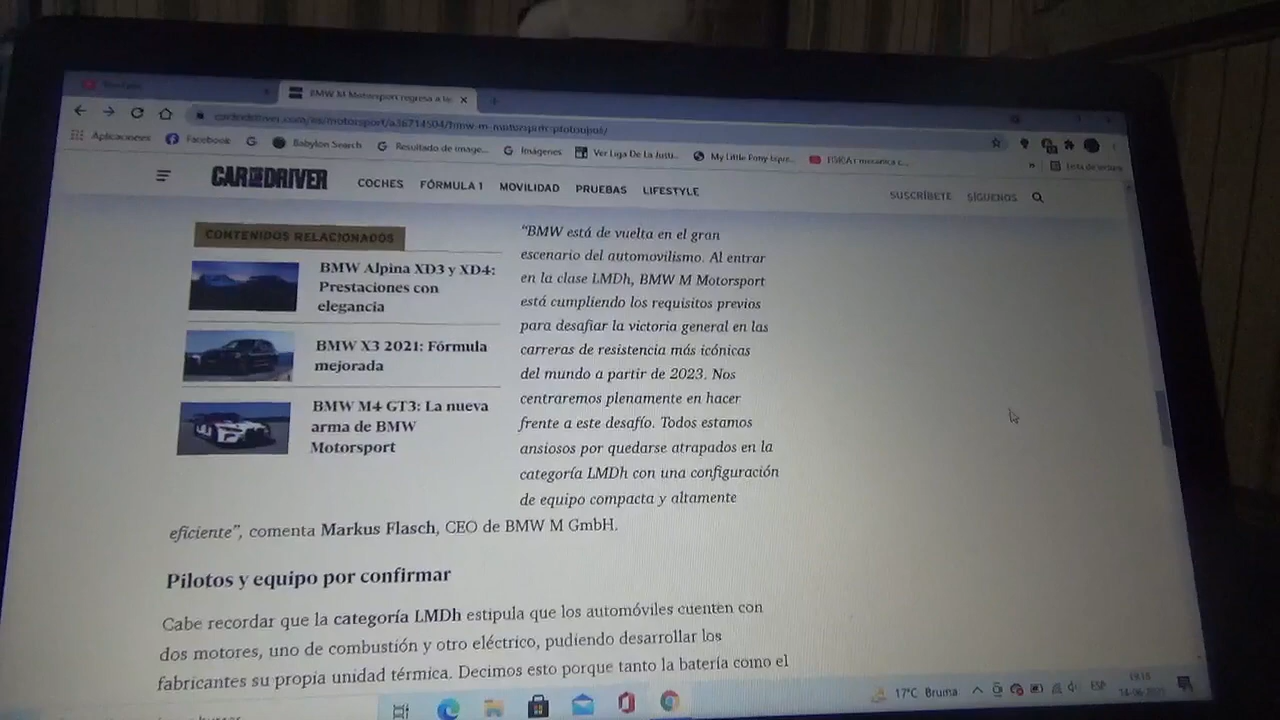 BMW M Motorsport regresa a le
Aplicaciones Facebook G Babylon Search Resultado de image... Imágenes Ver Liga De La Justi... My Little Pony Eques...
CAR AND DRIVER COCHES FÓRMULA 1 MOVILIDAD PRUEBAS LIFESTYLE SUSCRÍBETE SÍGUENOS
CONTENIDOS RELACIONADOS
BMW Alpina XD3 y XD4:
Prestaciones con
elegancia
BMW X3 2021: Fórmula
mejorada
BMW M4 GT3: La nueva
arma de BMW
Motorsport
"BMW está de vuelta en el gran
escenario del automovilismo. Al entrar
en la clase LMDh, BMW M Motorsport
está cumpliendo los requisitos previos
para desafiar la victoria general en las
carreras de resistencia más icónicas
del mundo a partir de 2023. Nos
centraremos plenamente en hacer
frente a este desafío. Todos estamos
ansiosos por quedarse atrapados en la
categoría LMDh con una configuración
de equipo compacta y altamente
eficiente", comenta Markus Flasch, CEO de BMW M GmbH.
Pilotos y equipo por confirmar
Cabe recordar que la categoría LMDh estipula que los automóviles cuenten con
dos motores, uno de combustión y otro eléctrico, pudiendo desarrollar los
fabricantes su propia unidad térmica. Decimos esto porque tanto la batería como el
17°C Bruma ESP